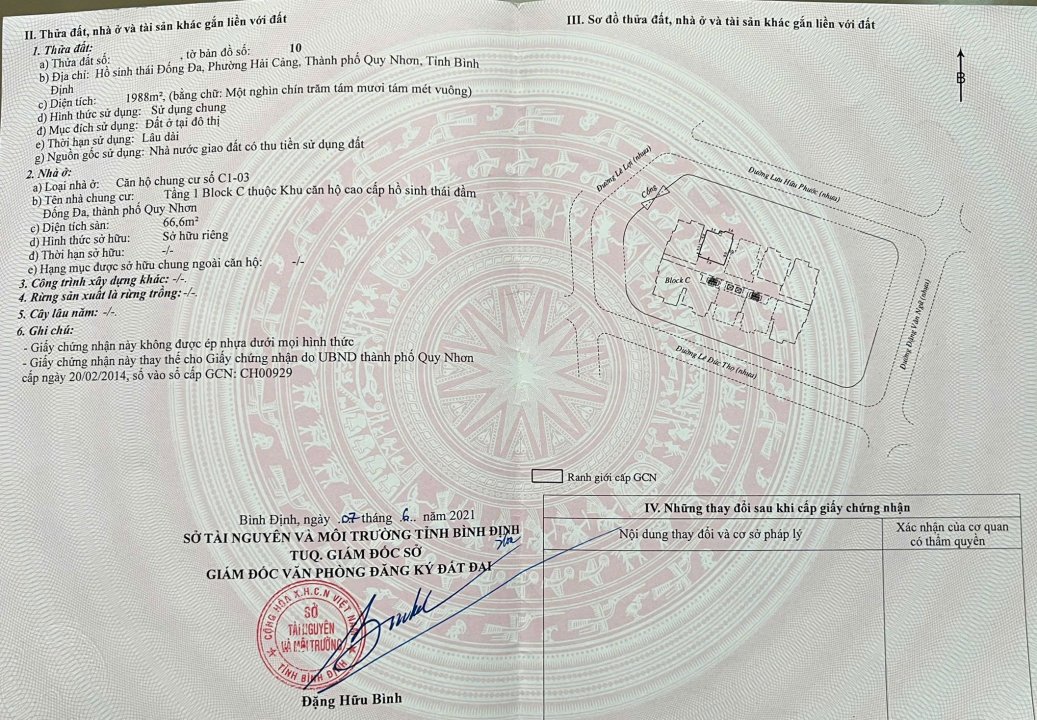 II. Thửa đất, nhà ở và tài sản khác gắn liền với đất
1. Thửa đất:
a) Thửa đất số: , tờ bản đồ số: 10
b) Địa chỉ: Hồ sinh thái Đống Đa, Phường Hải Cảng, Thành phố Quy Nhơn, Tỉnh Bình
Định
c) Diện tích: 1988m², (bằng chữ: Một nghìn chín trăm tám mươi tám mét vuông)
d) Hình thức sử dụng: Sử dụng chung
đ) Mục đích sử dụng: Đất ở tại đô thị
e) Thời hạn sử dụng: Lâu dài
g) Nguồn gốc sử dụng: Nhà nước giao đất có thu tiền sử dụng đất
2. Nhà ở:
a) Loại nhà ở: Căn hộ chung cư số C1-03
b) Tên nhà chung cư: Tầng 1 Block C thuộc Khu căn hộ cao cấp hồ sinh thái đầm
Đống Đa, thành phố Quy Nhơn
c) Diện tích sàn: 66,6m²
d) Hình thức sở hữu: Sở hữu riêng
đ) Thời hạn sở hữu: -/-
e) Hạng mục được sở hữu chung ngoài căn hộ: -/-
3. Công trình xây dựng khác: -/-.
4. Rừng sản xuất là rừng trồng: -/-.
5. Cây lâu năm: -/-.
6. Ghi chú:
- Giấy chứng nhận này không được ép nhựa dưới mọi hình thức
- Giấy chứng nhận này thay thế cho Giấy chứng nhận do UBND thành phố Quy Nhơn
cấp ngày 20/02/2014, số vào sổ cấp GCN: CH00929
Bình Định, ngày 07 tháng 6 năm 2021
SỞ TÀI NGUYÊN VÀ MÔI TRƯỜNG TỈNH BÌNH ĐỊNH
TUQ. GIÁM ĐỐC SỞ
GIÁM ĐỐC VĂN PHÒNG ĐĂNG KÝ ĐẤT ĐAI
CỘNG HÒA X.H.C.N VIỆT NAM
SỞ
TÀI NGUYÊN
VÀ MÔI TRƯỜNG
TỈNH BÌNH ĐỊNH
Đặng Hữu Bình
III. Sơ đồ thửa đất, nhà ở và tài sản khác gắn liền với đất
B
Đường Lê Lợi (nhựa)
Đường Lưu Hữu Phước (nhựa)
Cổng
Block C
Đường Đặng Văn Ngữ (nhựa)
Đường Lê Đức Thọ (nhựa)
Ranh giới cấp GCN
IV. Những thay đổi sau khi cấp giấy chứng nhận
Nội dung thay đổi và cơ sở pháp lý
Xác nhận của cơ quan
có thẩm quyền